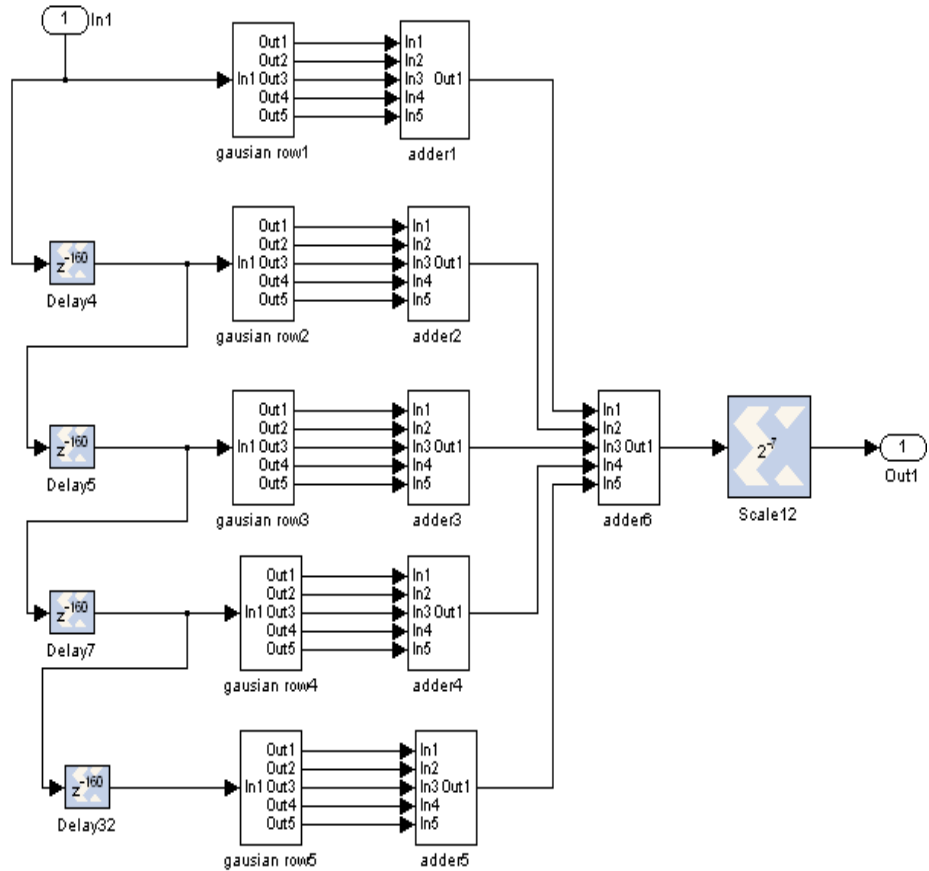 1 In1
Out1 In1
Out2 In2
In1 Out3 In3 Out1
Out4 In4
Out5 In5
gausian row1 adder1
Out1 In1
Out2 In2
z-160 In1 Out3 In3 Out1
Out4 In4
Out5 In5
Delay4 gausian row2 adder2
Out1 In1 In1
Out2 In2 In2
z-160 In1 Out3 In3 Out1 In3 Out1 2-7 1
Out4 In4 In4
Out5 In5 In5
Delay5 gausian row3 adder3 adder6 Scale12 Out1
Out1 In1
Out2 In2
z-160 In1 Out3 In3 Out1
Out4 In4
Out5 In5
Delay7 gausian row4 adder4
Out1 In1
Out2 In2
z-160 In1 Out3 In3 Out1
Out4 In4
Out5 In5
Delay32 gausian row5 adder5